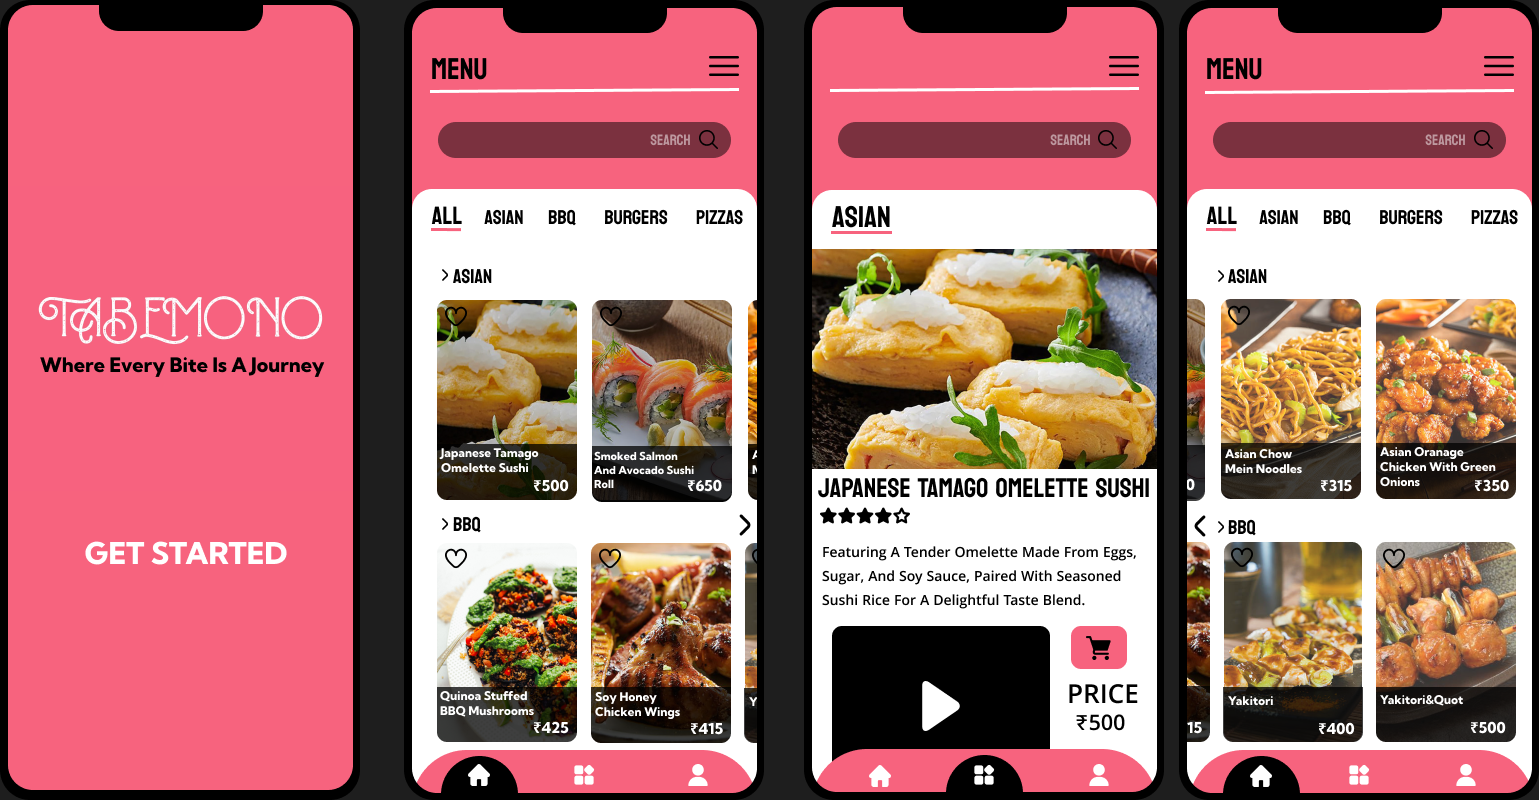 TABEMONO
Where Every Bite Is A Journey
GET STARTED
MENU
SEARCH
ALL ASIAN BBQ BURGERS PIZZAS
ASIAN
Japanese Tamago
Omelette Sushi
₹500
Smoked Salmon
And Avocado Sushi
Roll
₹650
A
M
BBQ
Quinoa Stuffed
BBQ Mushrooms
₹425
Soy Honey
Chicken Wings
₹415
Y
SEARCH
ASIAN
JAPANESE TAMAGO OMELETTE SUSHI
Featuring A Tender Omelette Made From Eggs,
Sugar, And Soy Sauce, Paired With Seasoned
Sushi Rice For A Delightful Taste Blend.
PRICE
₹500
MENU
SEARCH
ALL ASIAN BBQ BURGERS PIZZAS
ASIAN
0
Asian Chow
Mein Noodles
₹315
Asian Oranage
Chicken With Green
Onions
₹350
BBQ
15
Yakitori
₹400
Yakitori&Quot
₹500